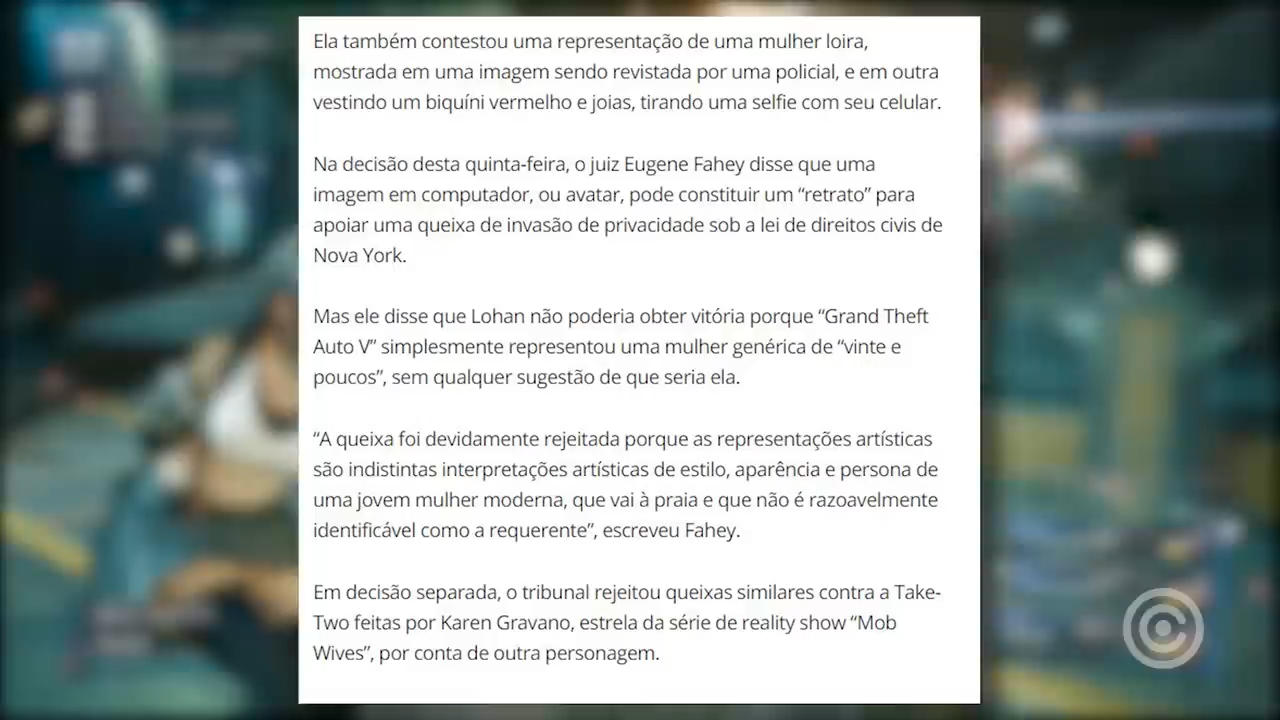 Ela também contestou uma representação de uma mulher loira,
mostrada em uma imagem sendo revistada por uma policial, e em outra
vestindo um biquíni vermelho e joias, tirando uma selfie com seu celular.
Na decisão desta quinta-feira, o juiz Eugene Fahey disse que uma
imagem em computador, ou avatar, pode constituir um “retrato” para
apoiar uma queixa de invasão de privacidade sob a lei de direitos civis de
Nova York.
Mas ele disse que Lohan não poderia obter vitória porque “Grand Theft
Auto V” simplesmente representou uma mulher genérica de “vinte e
poucos”, sem qualquer sugestão de que seria ela.
“A queixa foi devidamente rejeitada porque as representações artísticas
são indistintas interpretações artísticas de estilo, aparência e persona de
uma jovem mulher moderna, que vai à praia e que não é razoavelmente
identificável como a requerente”, escreveu Fahey.
Em decisão separada, o tribunal rejeitou queixas similares contra a Take-
Two feitas por Karen Gravano, estrela da série de reality show “Mob
Wives”, por conta de outra personagem.